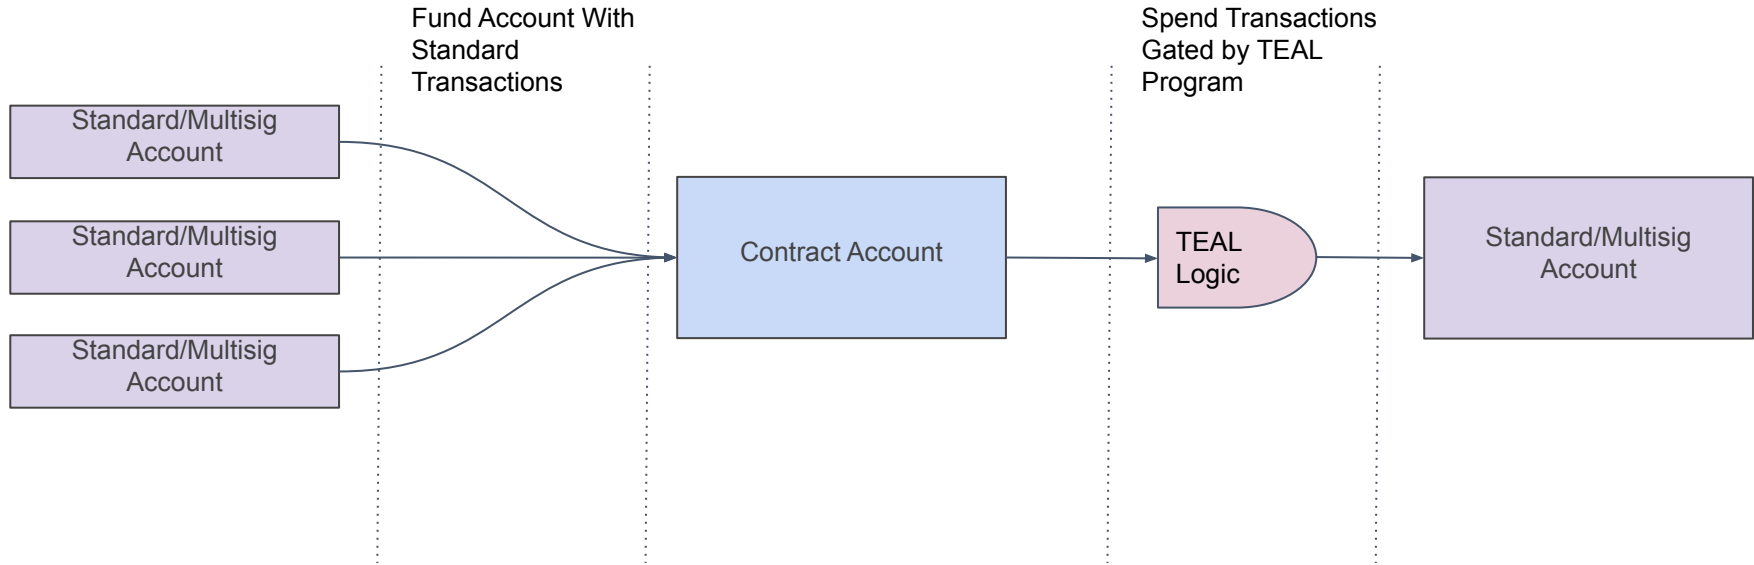 Fund Account With
Standard
Transactions
Spend Transactions
Gated by TEAL
Program
Standard/Multisig
Account
Standard/Multisig
Account
Standard/Multisig
Account
Contract Account
TEAL
Logic
Standard/Multisig
Account